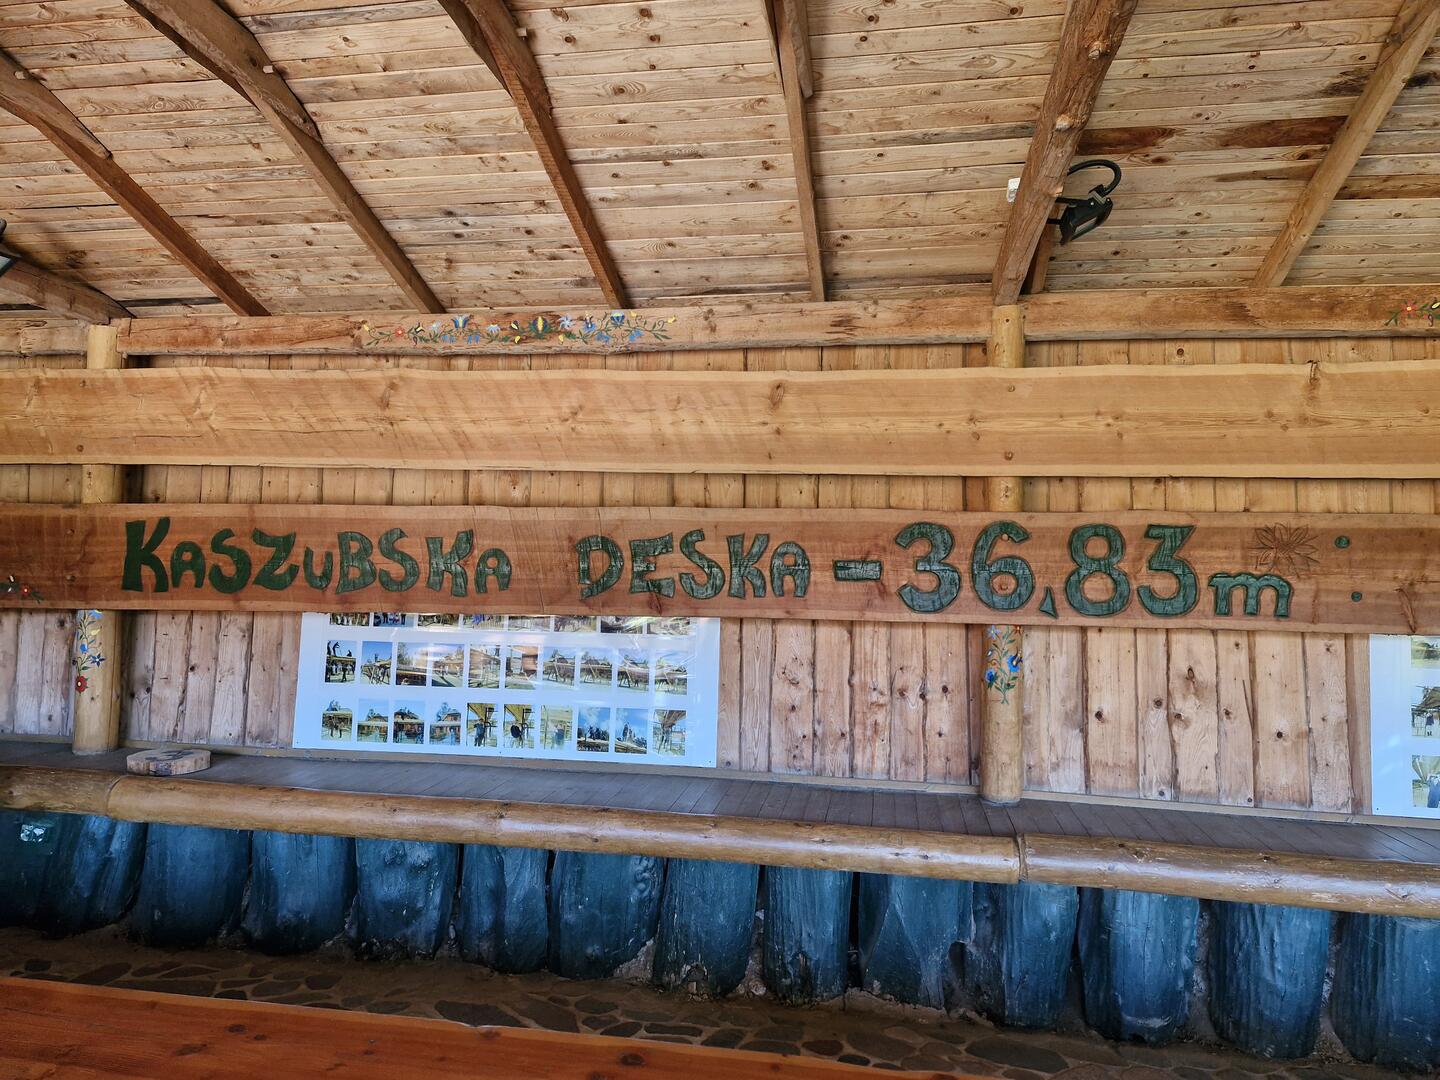 KASZUBSKA DESKA - 36,83 m